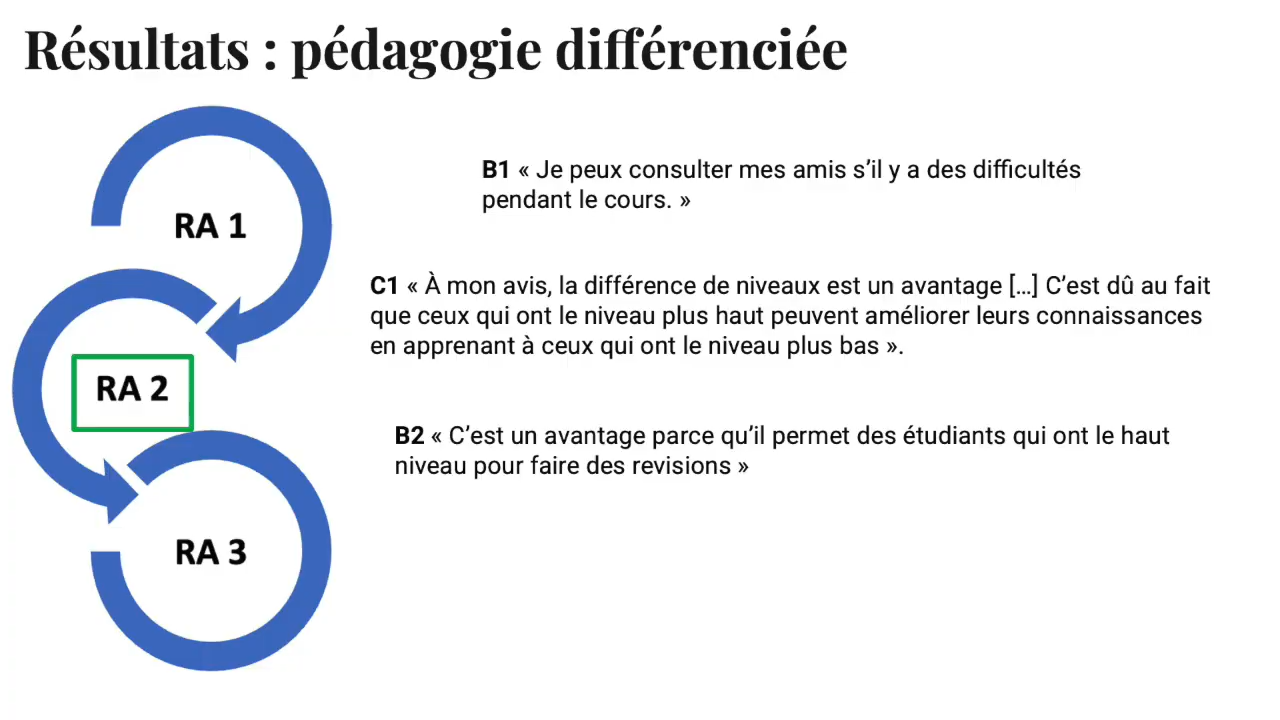 Résultats : pédagogie différenciée
RA 1
B1 « Je peux consulter mes amis s’il y a des difficultés
pendant le cours. »
C1 « À mon avis, la différence de niveaux est un avantage [...] C’est dû au fait
que ceux qui ont le niveau plus haut peuvent améliorer leurs connaissances
en apprenant à ceux qui ont le niveau plus bas ».
RA 2
B2 « C’est un avantage parce qu’il permet des étudiants qui ont le haut
niveau pour faire des revisions »
RA 3